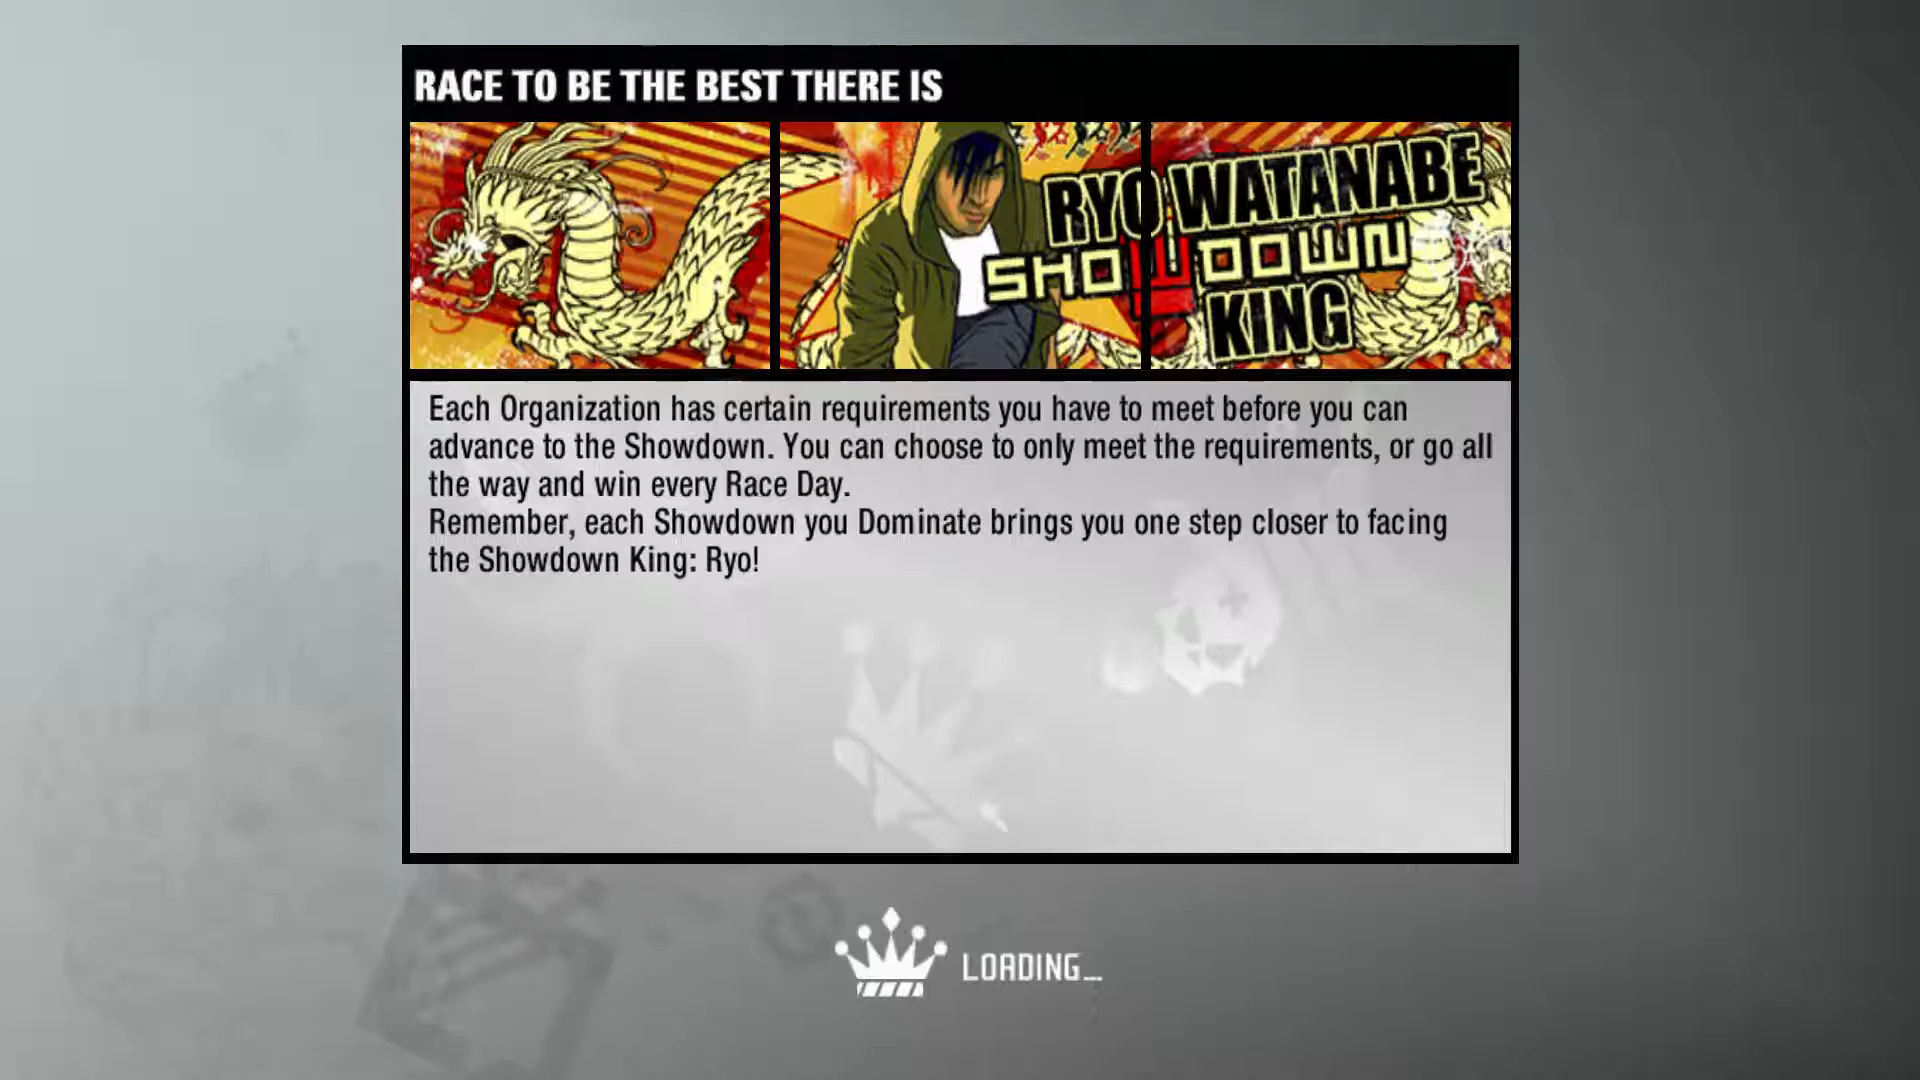 RACE TO BE THE BEST THERE IS
RYO WATANABE
SHOWDOWN
KING
Each Organization has certain requirements you have to meet before you can
advance to the Showdown. You can choose to only meet the requirements, or go all
the way and win every Race Day.
Remember, each Showdown you Dominate brings you one step closer to facing
the Showdown King: Ryo!
LOADING...